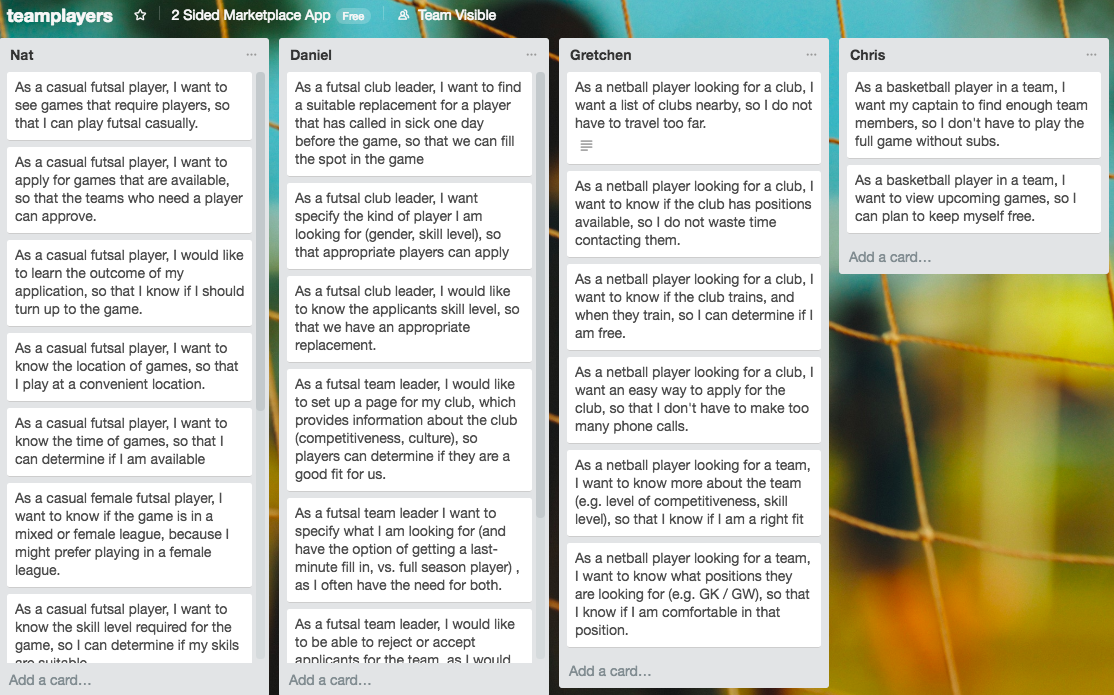 teamplayers
2 Sided Marketplace App Free
Team Visible
Nat
As a casual futsal player, I want to
see games that require players, so
that I can play futsal casually.
As a casual futsal player, I want to
apply for games that are available,
so that the teams who need a player
can approve.
As a casual futsal player, I would like
to learn the outcome of my
application, so that I know if I should
turn up to the game.
As a casual futsal player, I want to
know the location of games, so that
I play at a convenient location.
As a casual futsal player, I want to
know the time of games, so that I
can determine if I am available
As a casual female futsal player, I
want to know if the game is in a
mixed or female league, because I
might prefer playing in a female
league.
As a casual futsal player, I want to
know the skill level required for the
game, so I can determine if my skils
are suitable
Add a card...
Daniel
As a futsal club leader, I want to find
a suitable replacement for a player
that has called in sick one day
before the game, so that we can fill
the spot in the game
As a futsal club leader, I want
specify the kind of player I am
looking for (gender, skill level), so
that appropriate players can apply
As a futsal club leader, I would like
to know the applicants skill level, so
that we have an appropriate
replacement.
As a futsal team leader, I would like
to set up a page for my club, which
provides information about the club
(competitiveness, culture), so
players can determine if they are a
good fit for us.
As a futsal team leader I want to
specify what I am looking for (and
have the option of getting a last-
minute fill in, vs. full season player) ,
as I often have the need for both.
As a futsal team leader, I would like
to be able to reject or accept
applicants for the team, as I would
Add a card...
Gretchen
As a netball player looking for a club, I
want a list of clubs nearby, so I do not
have to travel too far.
As a netball player looking for a club, I
want to know if the club has positions
available, so I do not waste time
contacting them.
As a netball player looking for a club, I
want to know if the club trains, and
when they train, so I can determine if I
am free.
As a netball player looking for a club, I
want an easy way to apply for the
club, so that I don't have to make too
many phone calls.
As a netball player looking for a team,
I want to know more about the team
(e.g. level of competitiveness, skill
level), so that I know if I am a right fit
As a netball player looking for a team,
I want to know what positions they
are looking for (e.g. GK / GW), so that
I know if I am comfortable in that
position.
Add a card...
Chris
As a basketball player in a team, I
want my captain to find enough team
members, so I don't have to play the
full game without subs.
As a basketball player in a team, I
want to view upcoming games, so I
can plan to keep myself free.
Add a card...